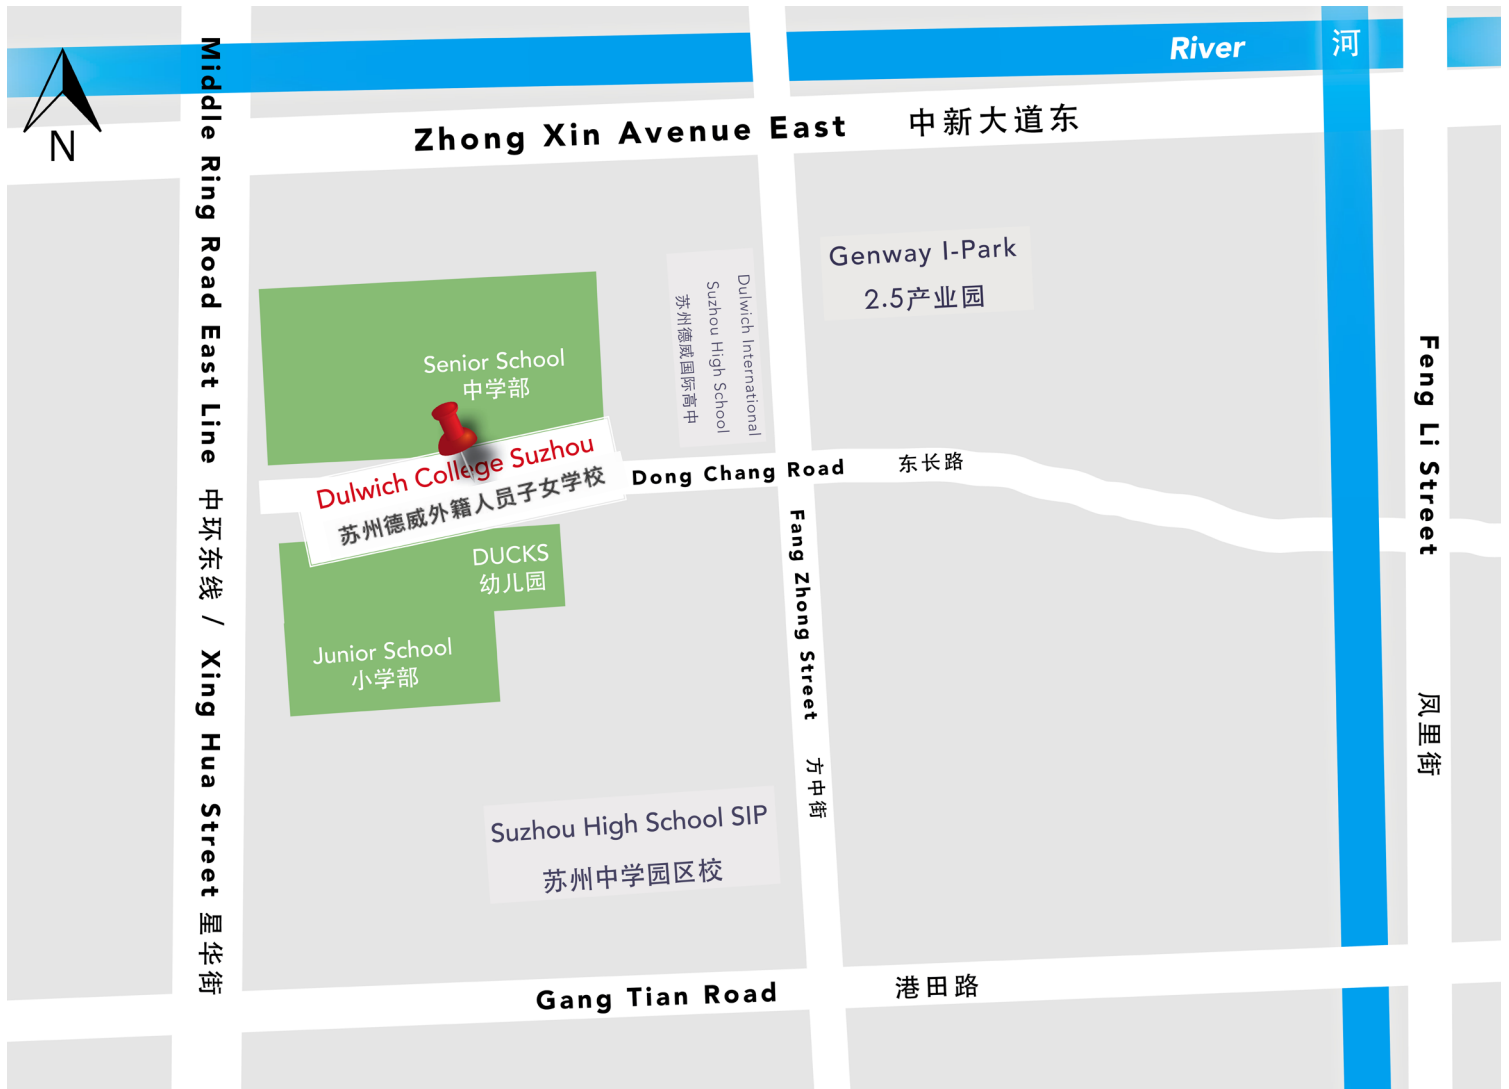 River
河
N
Zhong Xin Avenue East 中新大道东
Middle Ring Road East Line 中环东线 / Xing Hua Street 星华街
Genway I-Park
2.5产业园
Dulwich International
Suzhou High School
苏州德威国际高中
Senior School
中学部
Dulwich College Suzhou
苏州德威外籍人员子女学校
Dong Chang Road 东长路
Feng Li Street 凤里街
DUCKS
幼儿园
Fang Zhong Street 方中街
Junior School
小学部
Suzhou High School SIP
苏州中学园区校
Gang Tian Road 港田路